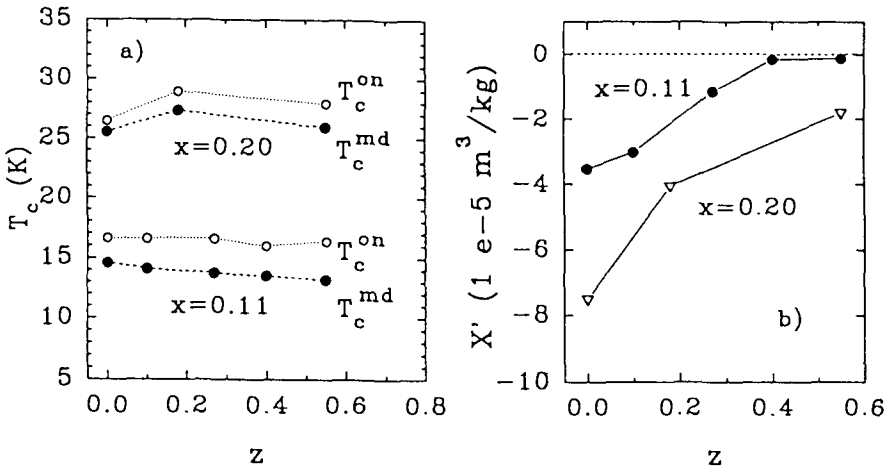 a)
35
30
25
20
15
10
5
T_c (K)
T_c^on
T_c^md
x=0.20
T_c^on
T_c^md
x=0.11
0.0 0.2 0.4 0.6 0.8
z
0
-2
-4
-6
-8
-10
X' (1 e-5 m^3/kg)
x=0.11
x=0.20
b)
0.0 0.2 0.4 0.6
z